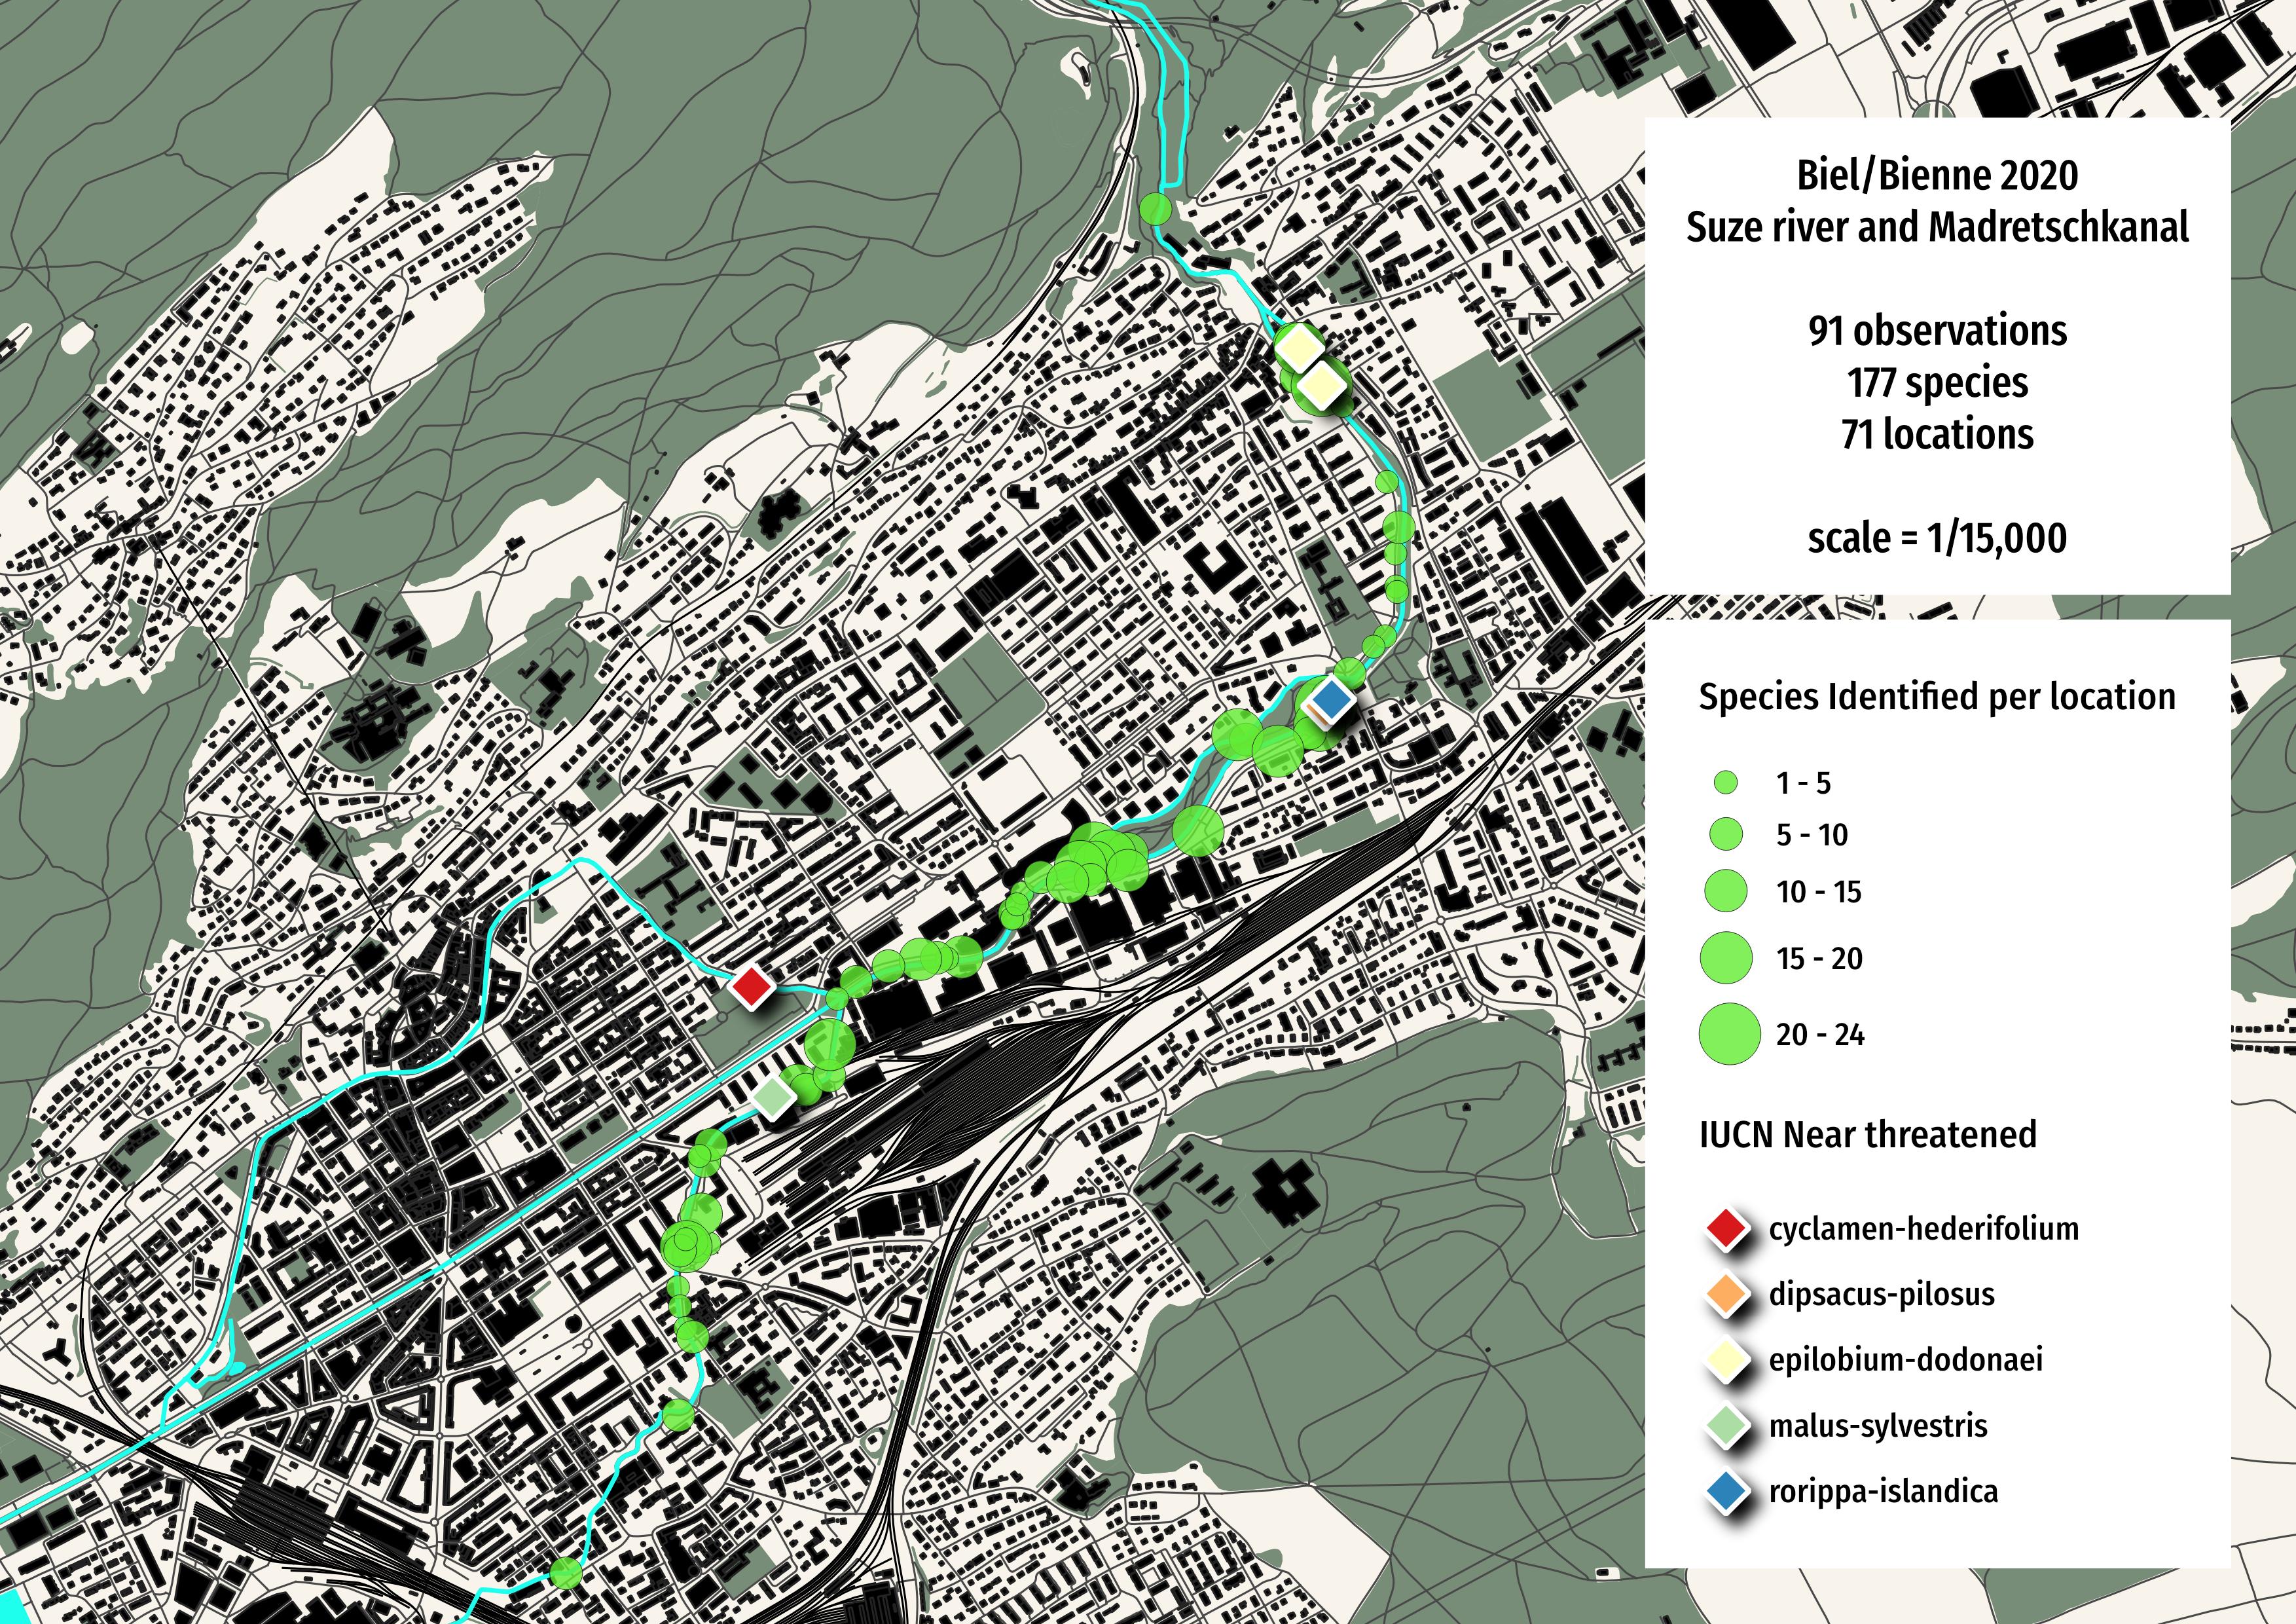 Biel/Bienne 2020
Suze river and Madretschkanal
91 observations
177 species
71 locations
scale = 1/15,000
Species Identified per location
1 - 5
5 - 10
10 - 15
15 - 20
20 - 24
IUCN Near threatened
cyclamen-hederifolium
dipsacus-pilosus
epilobium-dodonaei
malus-sylvestris
rorippa-islandica